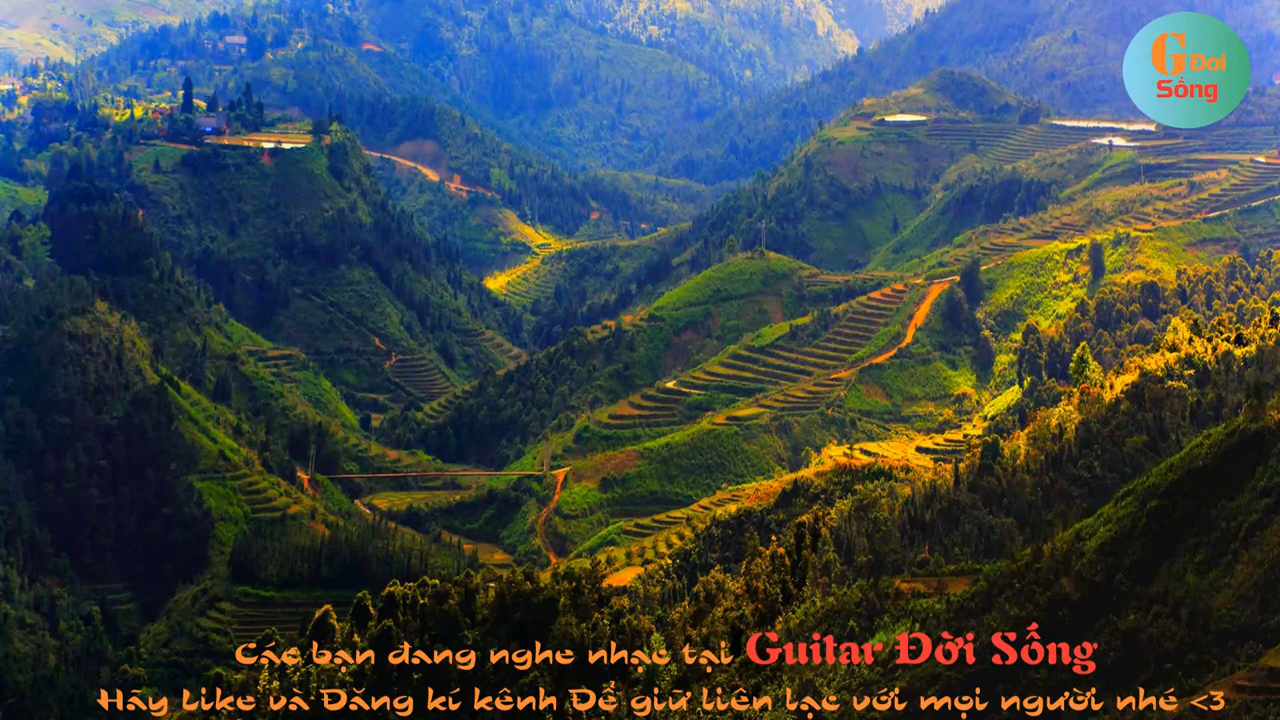 G Doi
Sống
Các bạn đang nghe nhạc tại Guitar Đời Sống
Hãy Like và Đăng kí kênh Để giữ liên lạc với mọi người nhé <3